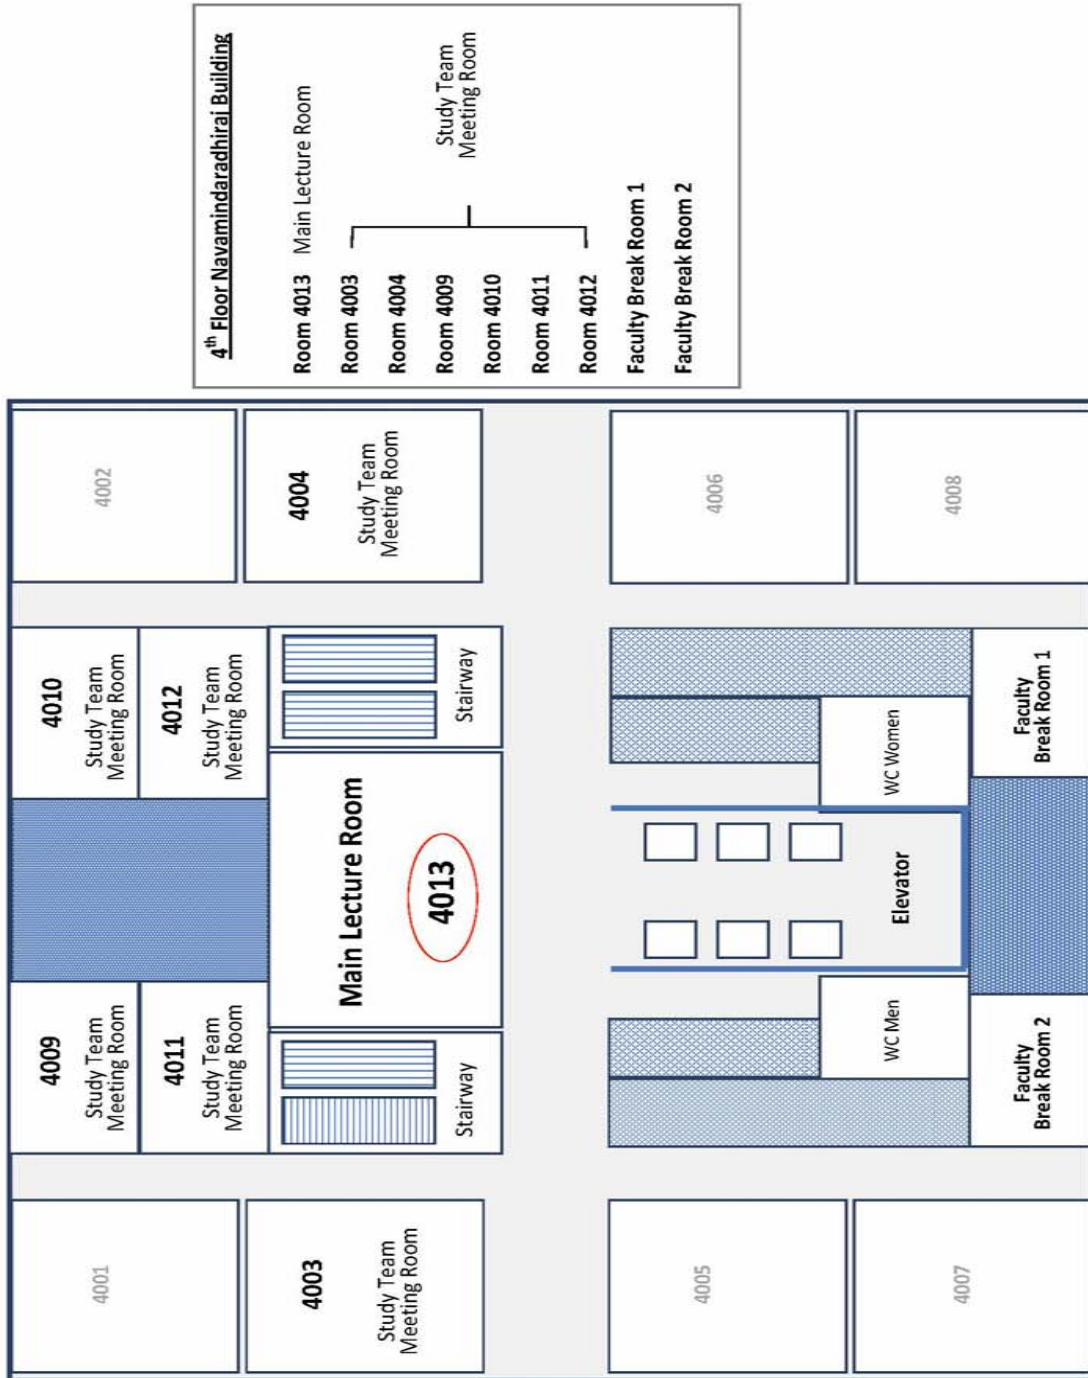 4001
4009
Study Team
Meeting Room
4010
Study Team
Meeting Room
4002
4011
Study Team
Meeting Room
4012
Study Team
Meeting Room
4003
Study Team
Meeting Room
Stairway
Main Lecture Room
4013
Stairway
4004
Study Team
Meeting Room
4005
4006
WC Men
Elevator
WC Women
4007
Faculty
Break Room 2
Faculty
Break Room 1
4008
4th Floor Navamindaradhiraj Building
Room 4013 Main Lecture Room
Room 4003
Room 4004
Room 4009
Study Team
Meeting Room
Room 4010
Room 4011
Room 4012
Faculty Break Room 1
Faculty Break Room 2